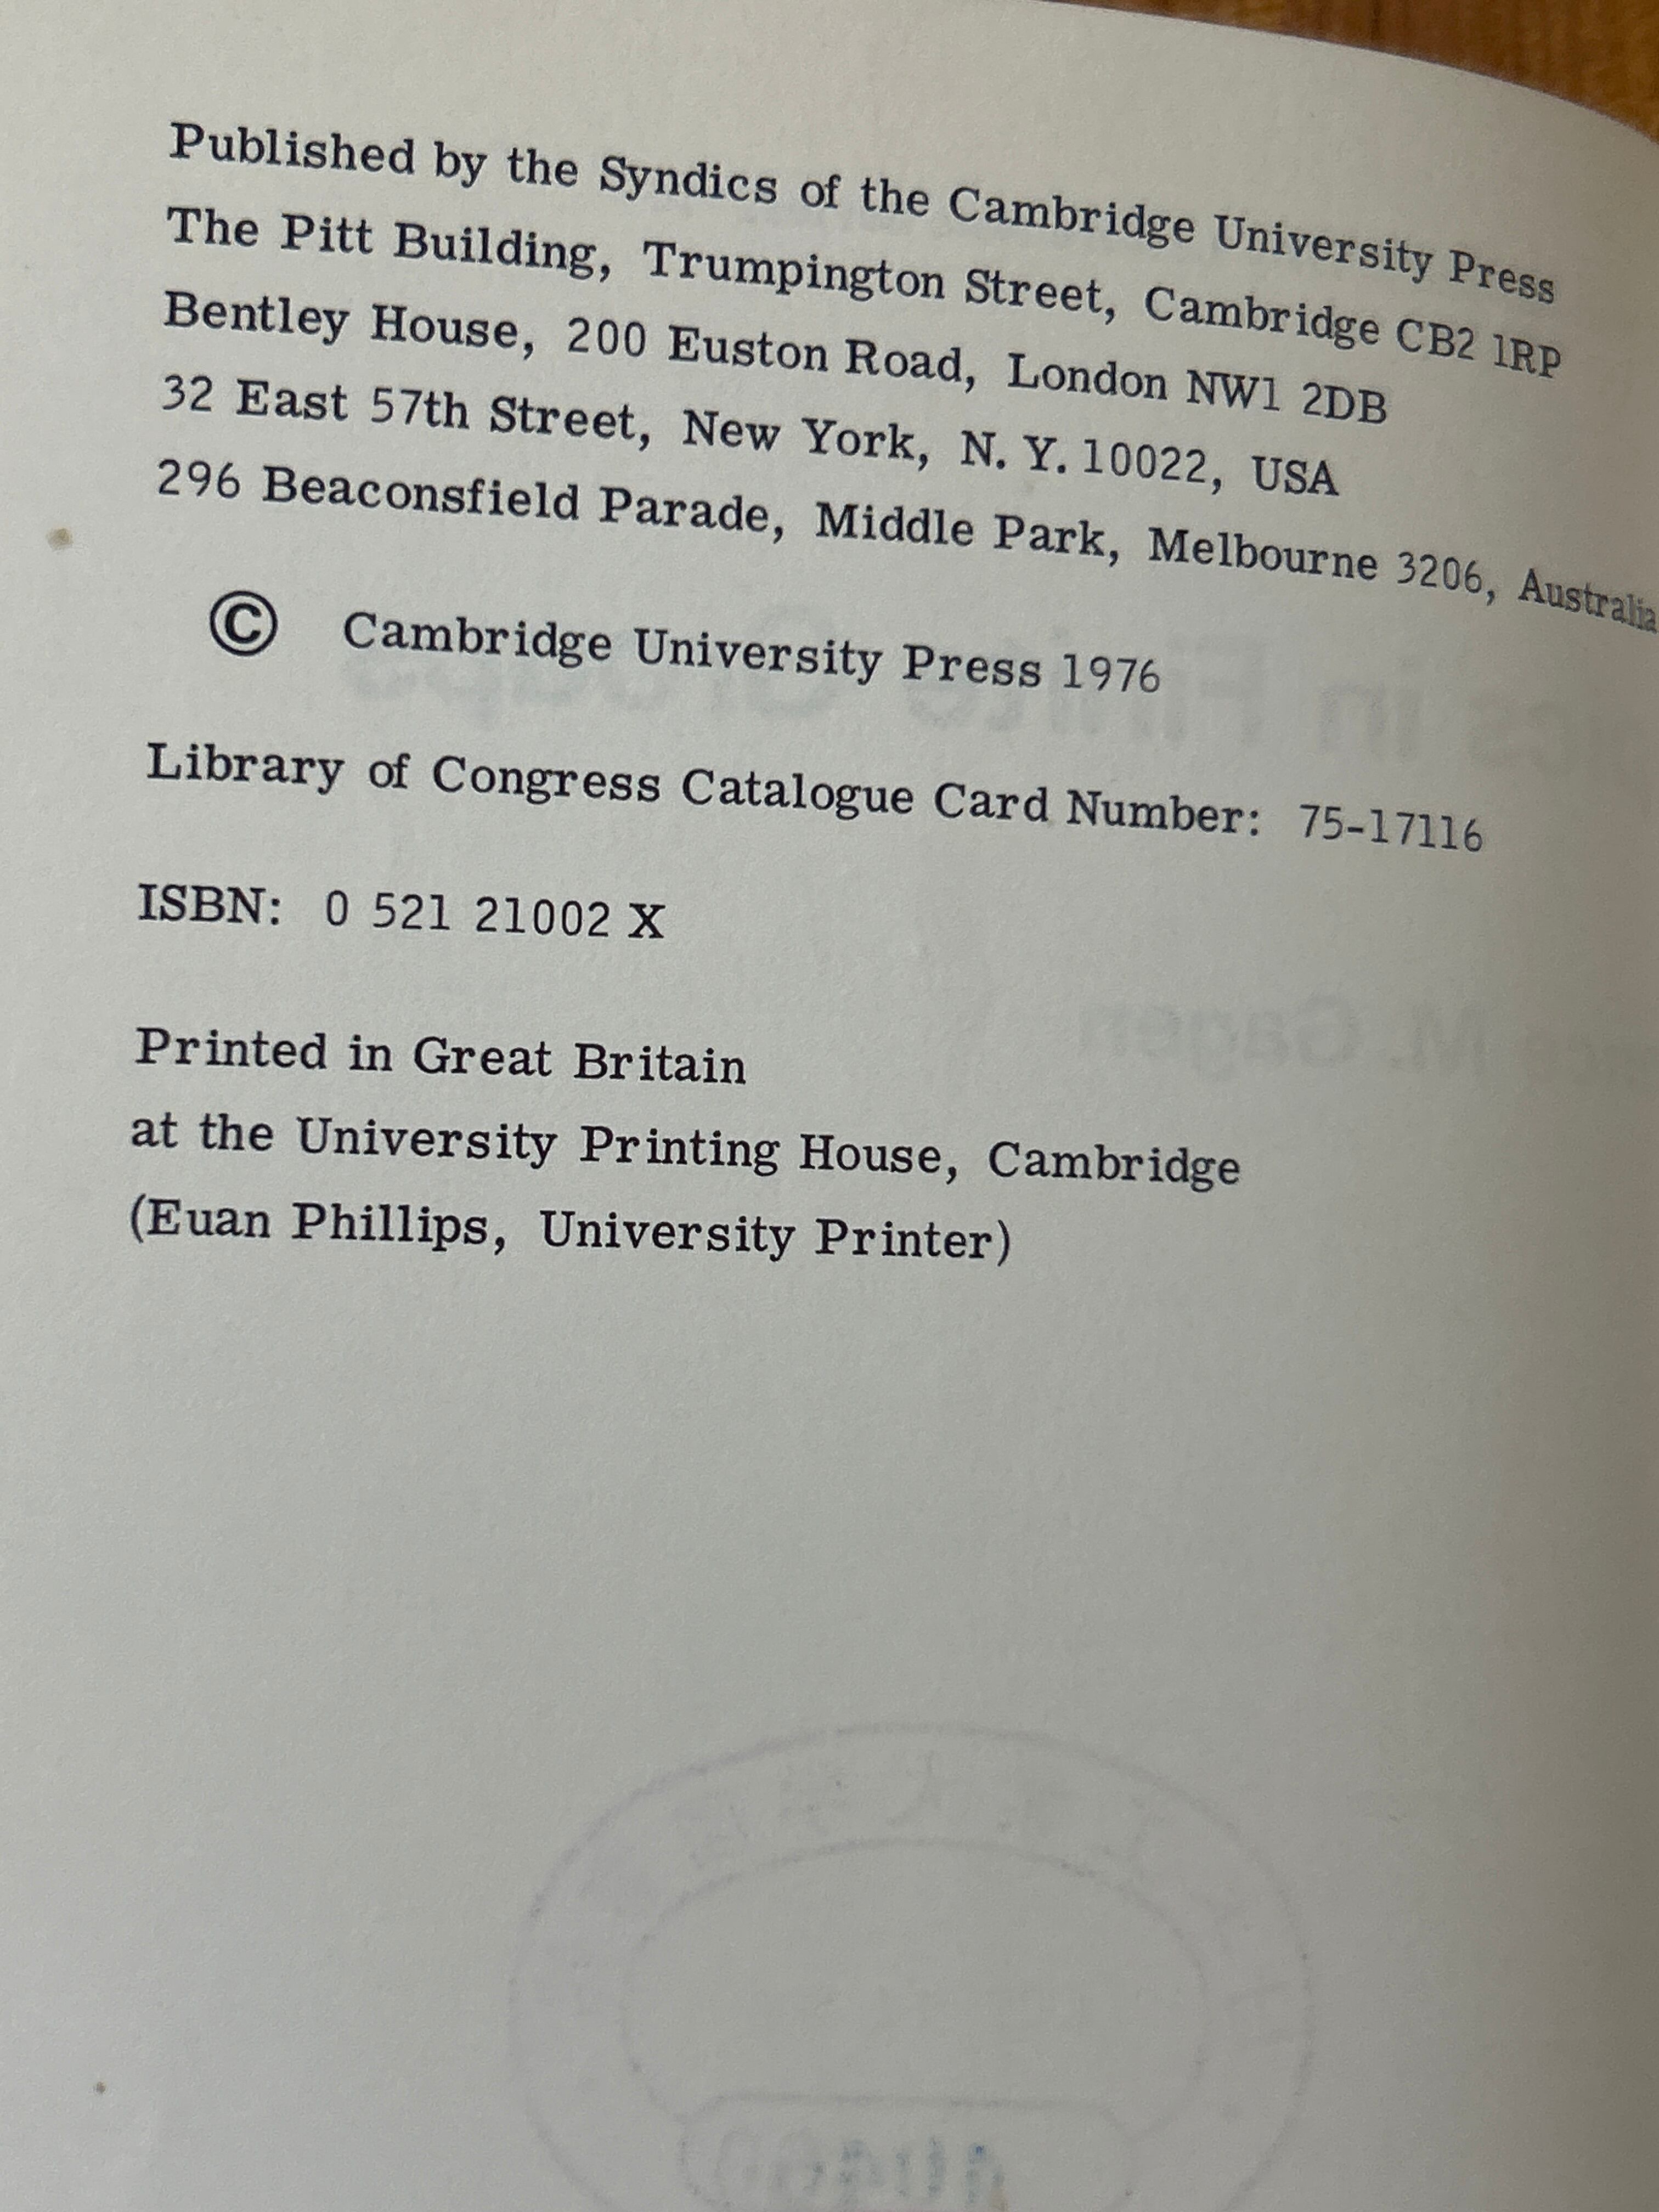 Published by the Syndics of the Cambridge University Press
The Pitt Building, Trumpington Street, Cambridge CB2 1RP
Bentley House, 200 Euston Road, London NW1 2DB
32 East 57th Street, New York, N. Y. 10022, USA
296 Beaconsfield Parade, Middle Park, Melbourne 3206, Australia
© Cambridge University Press 1976
Library of Congress Catalogue Card Number: 75-17116
ISBN: 0 521 21002 X
Printed in Great Britain
at the University Printing House, Cambridge
(Euan Phillips, University Printer)